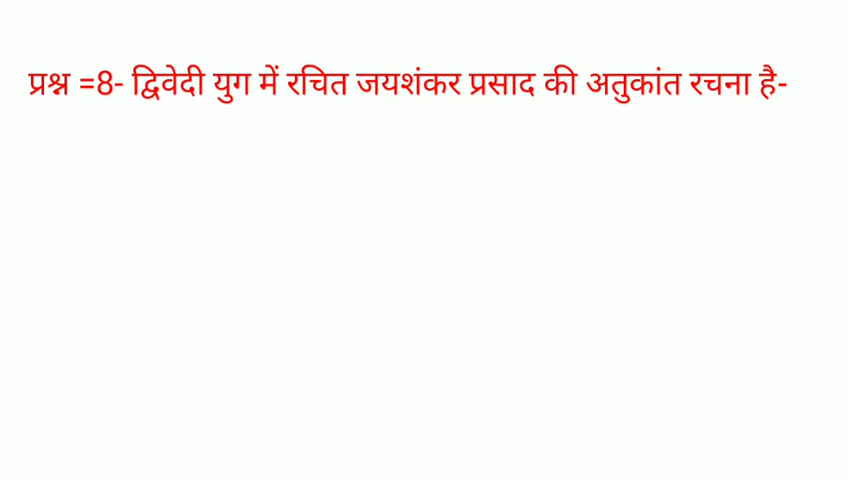 प्रश्न =8- द्विवेदी युग में रचित जयशंकर प्रसाद की अतुकांत रचना है-